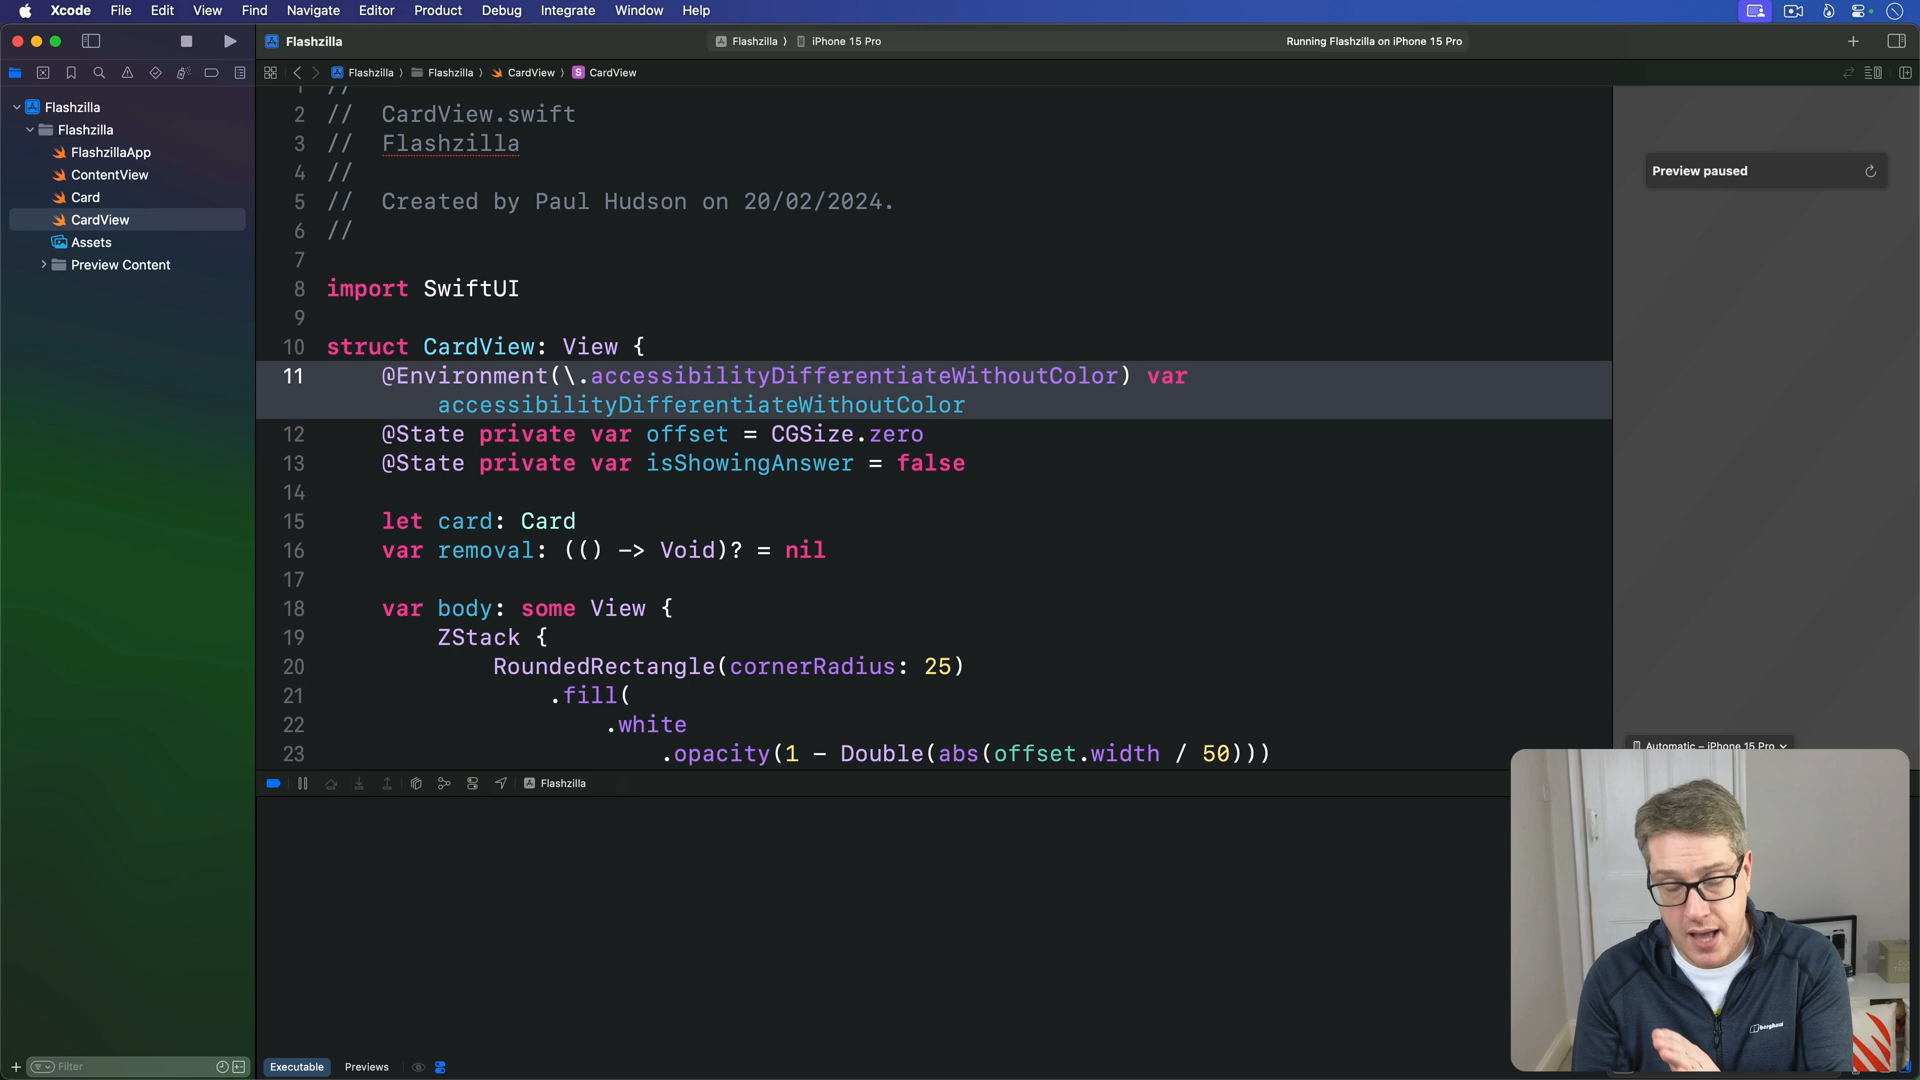 Xcode File Edit View Find Navigate Editor Product Debug Integrate Window Help
Flashzilla
Flashzilla ⟩ iPhone 15 Pro
Running Flashzilla on iPhone 15 Pro
Flashzilla ⟩ Flashzilla ⟩ CardView ⟩ S CardView
Flashzilla
Flashzilla
FlashzillaApp
ContentView
Card
CardView
Assets
Preview Content
1 //
2 // CardView.swift
3 // Flashzilla
4 //
5 // Created by Paul Hudson on 20/02/2024.
6 //
7
8 import SwiftUI
9
10 struct CardView: View {
11 @Environment(\.accessibilityDifferentiateWithoutColor) var
accessibilityDifferentiateWithoutColor
12 @State private var offset = CGSize.zero
13 @State private var isShowingAnswer = false
14
15 let card: Card
16 var removal: (() -> Void)? = nil
17
18 var body: some View {
19 ZStack {
20 RoundedRectangle(cornerRadius: 25)
21 .fill(
22 .white
23 .opacity(1 - Double(abs(offset.width / 50)))
Preview paused
Automatic – iPhone 15 Pro
Flashzilla
berghaus
Filter
Executable Previews